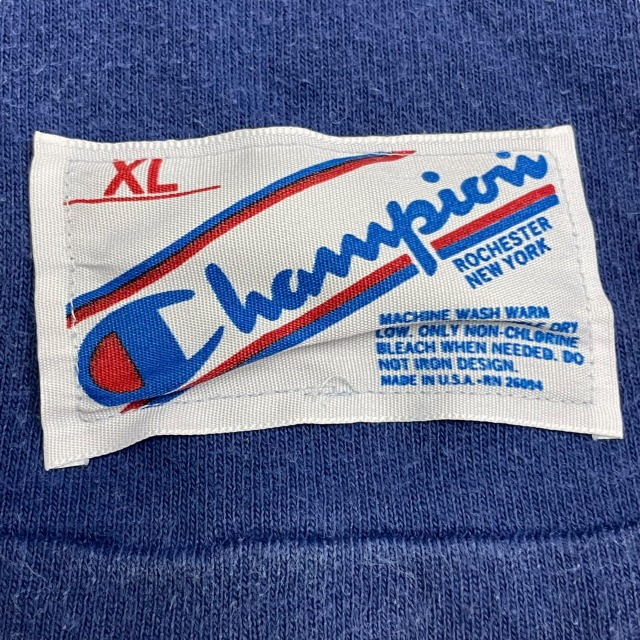 XL
Champion
ROCHESTER
NEW YORK
MACHINE WASH WARM
LOW. ONLY NON-CHLORINE
DRY
BLEACH WHEN NEEDED. DO
NOT IRON DESIGN.
MADE IN U.S.A.-RN 26094